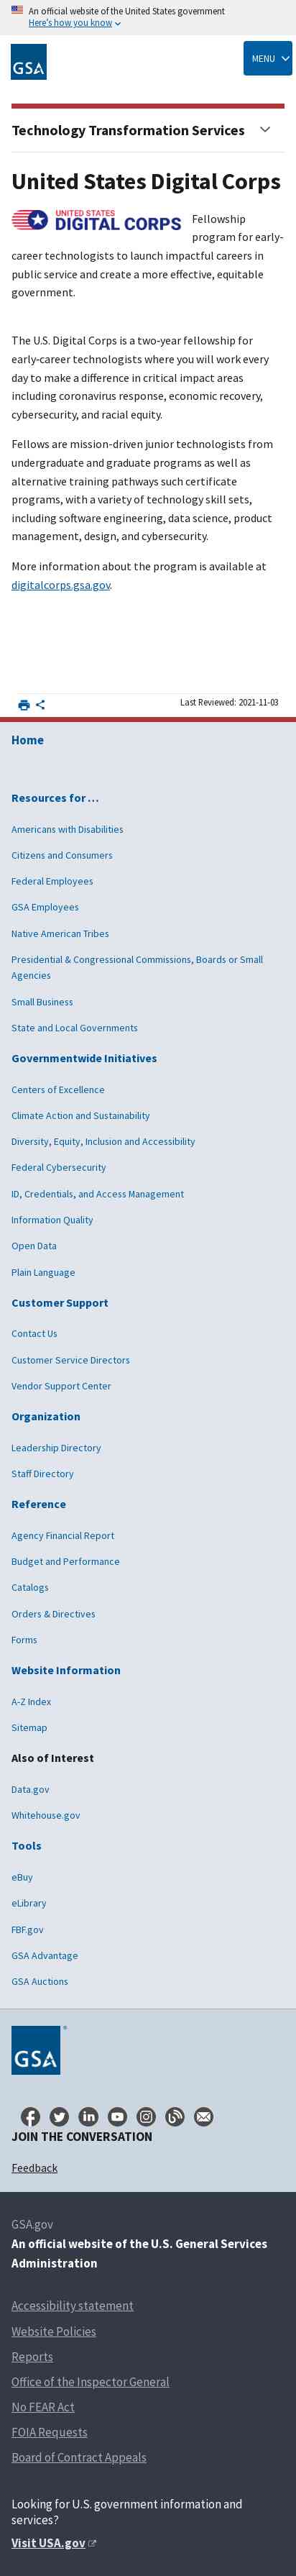 An official website of the United States government
Here's how you know
GSA
MENU
Technology Transformation Services
United States Digital Corps
UNITED STATES
DIGITAL CORPS
Fellowship
program for early-
career technologists to launch impactful careers in
public service and create a more effective, equitable
government.
The U.S. Digital Corps is a two-year fellowship for
early-career technologists where you will work every
day to make a difference in critical impact areas
including coronavirus response, economic recovery,
cybersecurity, and racial equity.
Fellows are mission-driven junior technologists from
undergraduate and graduate programs as well as
alternative training pathways such certificate
programs, with a variety of technology skill sets,
including software engineering, data science, product
management, design, and cybersecurity.
More information about the program is available at
digitalcorps.gsa.gov.
Last Reviewed: 2021-11-03
Home
Resources for …
Americans with Disabilities
Citizens and Consumers
Federal Employees
GSA Employees
Native American Tribes
Presidential & Congressional Commissions, Boards or Small
Agencies
Small Business
State and Local Governments
Governmentwide Initiatives
Centers of Excellence
Climate Action and Sustainability
Diversity, Equity, Inclusion and Accessibility
Federal Cybersecurity
ID, Credentials, and Access Management
Information Quality
Open Data
Plain Language
Customer Support
Contact Us
Customer Service Directors
Vendor Support Center
Organization
Leadership Directory
Staff Directory
Reference
Agency Financial Report
Budget and Performance
Catalogs
Orders & Directives
Forms
Website Information
A-Z Index
Sitemap
Also of Interest
Data.gov
Whitehouse.gov
Tools
eBuy
eLibrary
FBF.gov
GSA Advantage
GSA Auctions
GSA
JOIN THE CONVERSATION
Feedback
GSA.gov
An official website of the U.S. General Services
Administration
Accessibility statement
Website Policies
Reports
Office of the Inspector General
No FEAR Act
FOIA Requests
Board of Contract Appeals
Looking for U.S. government information and
services?
Visit USA.gov